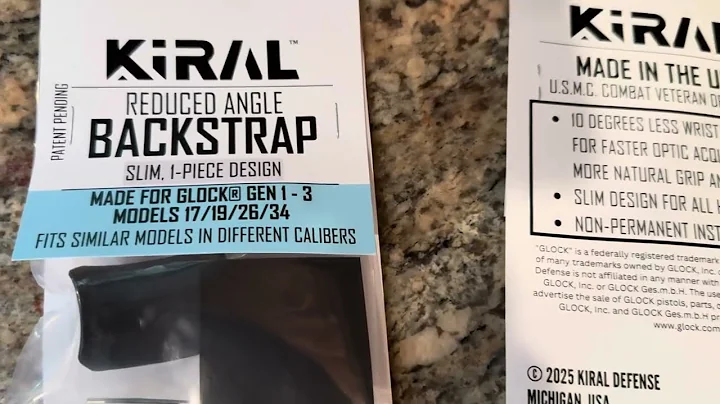 KiRAL™
PATENT PENDING
REDUCED ANGLE
BACKSTRAP
SLIM, 1-PIECE DESIGN
MADE FOR GLOCK® GEN 1 - 3
MODELS 17/19/26/34
FITS SIMILAR MODELS IN DIFFERENT CALIBERS
KiRAL
MADE IN THE U
U.S.M.C. COMBAT VETERAN
• 10 DEGREES LESS WRIST
FOR FASTER OPTIC ACQ
MORE NATURAL GRIP AN
• SLIM DESIGN FOR ALL
• NON-PERMANENT INST
"GLOCK" is a federally registered trademark
of many trademarks owned by GLOCK, Inc.
Defense is not affiliated in any manner with
GLOCK, Inc. or GLOCK Ges.m.b.H. The use
advertise the sale of GLOCK pistols, parts,
GLOCK, Inc. and GLOCK Ges.m.b.H pr
www.glock.com
© 2025 KIRAL DEFENSE
MICHIGAN, USA